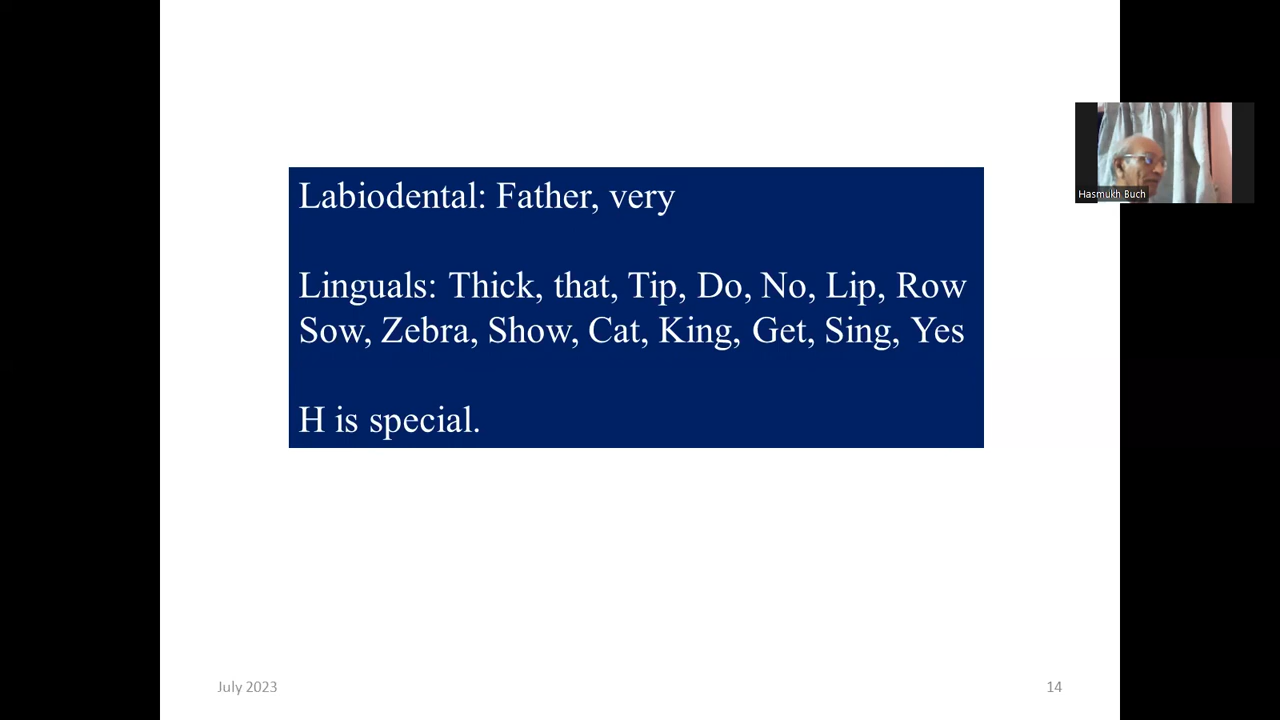 Labiodental: Father, very
Linguals: Thick, that, Tip, Do, No, Lip, Row
Sow, Zebra, Show, Cat, King, Get, Sing, Yes
H is special.
Hasmukh Buch
July 2023
14